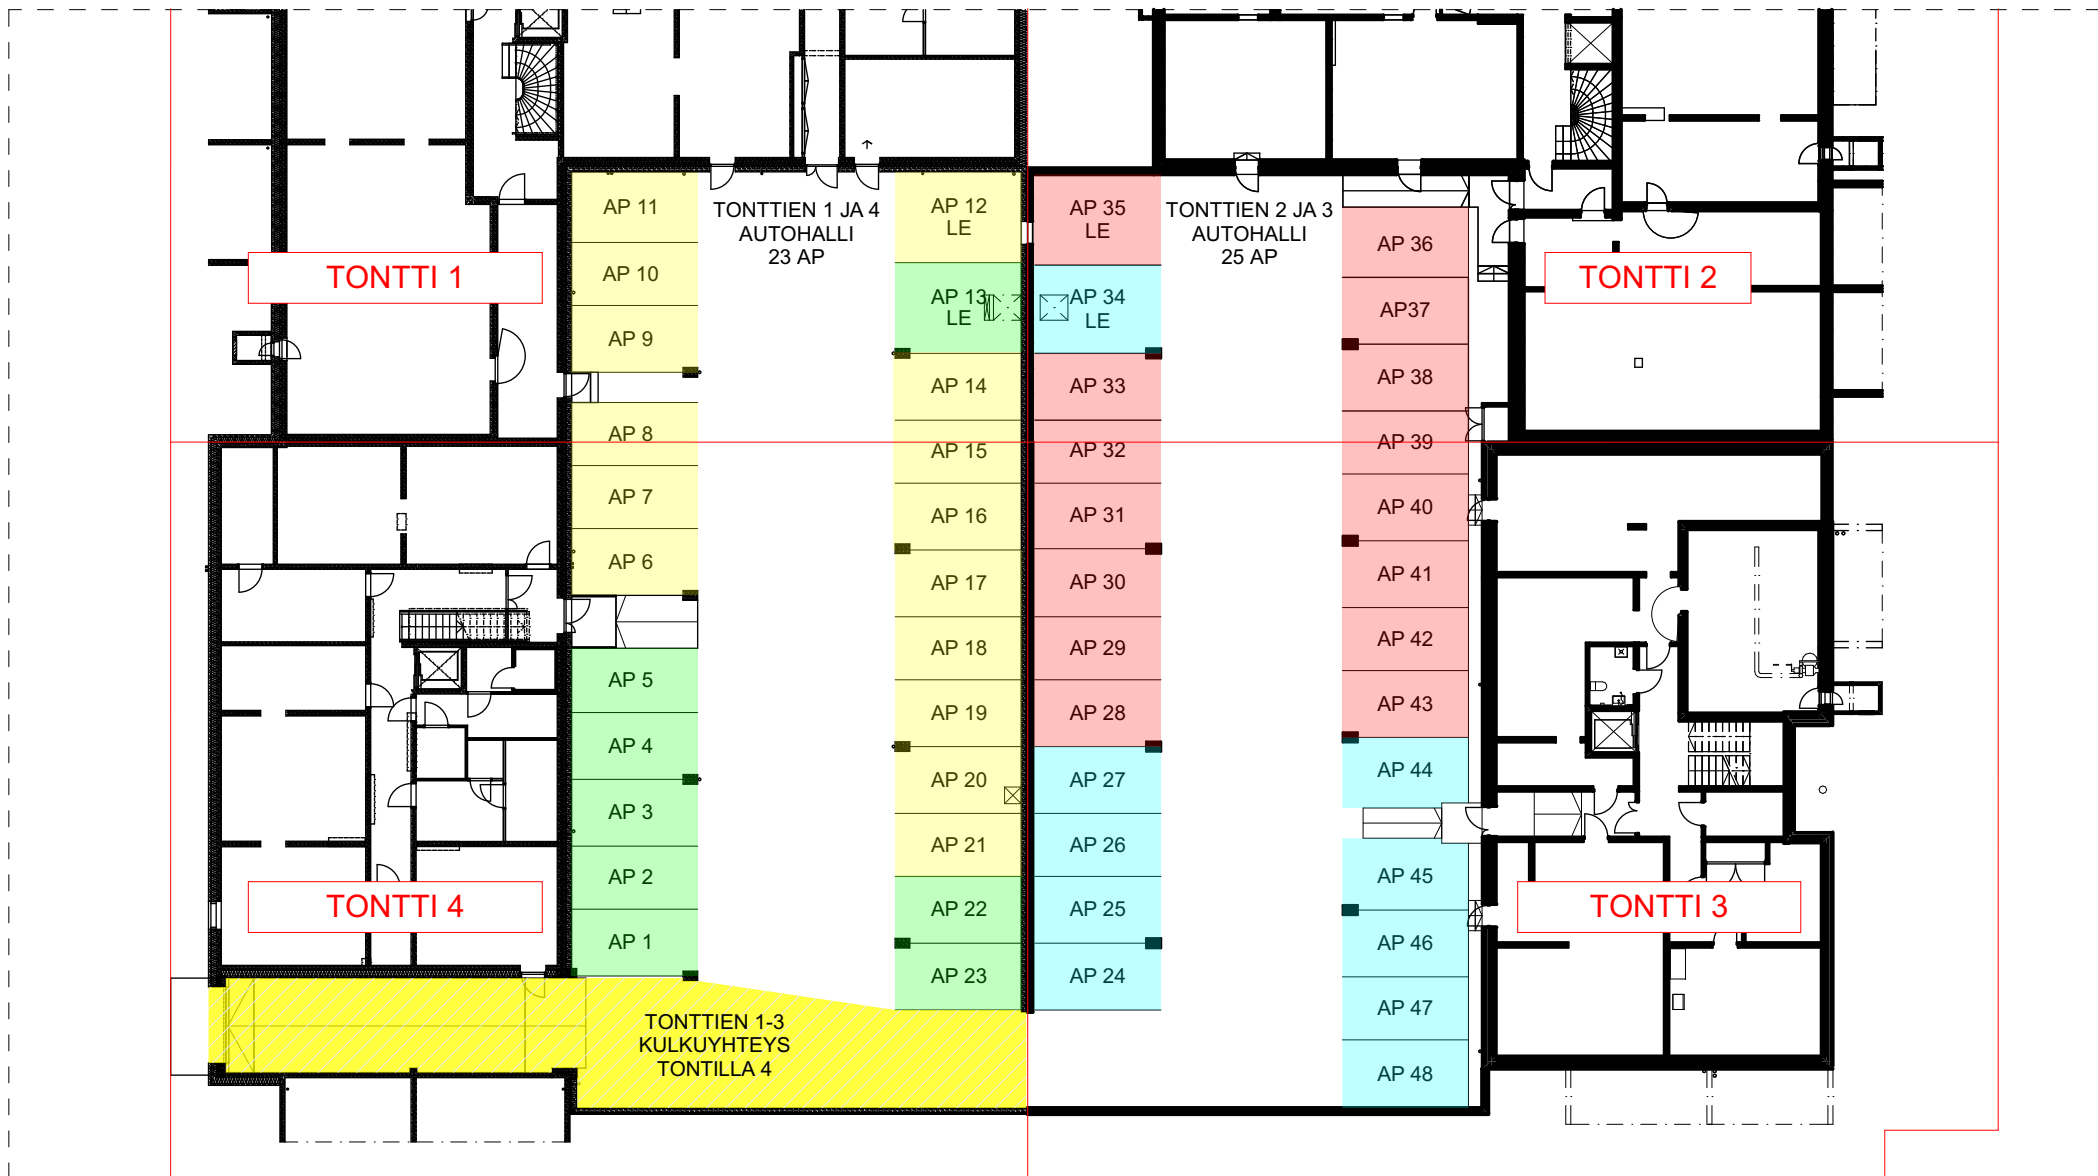 TONTTI 1
TONTTI 4
AP 11
AP 10
AP 9
AP 8
AP 7
AP 6
AP 5
AP 4
AP 3
AP 2
AP 1
TONTTIEN 1 JA 4
AUTOHALLI
23 AP
AP 12
LE
AP 13
LE
AP 14
AP 15
AP 16
AP 17
AP 18
AP 19
AP 20
AP 21
AP 22
AP 23
TONTTIEN 1-3
KULKUYHTEYS
TONTILLA 4
AP 35
LE
AP 34
LE
AP 33
AP 32
AP 31
AP 30
AP 29
AP 28
AP 27
AP 26
AP 25
AP 24
TONTTIEN 2 JA 3
AUTOHALLI
25 AP
AP 36
AP37
AP 38
AP 39
AP 40
AP 41
AP 42
AP 43
AP 44
AP 45
AP 46
AP 47
AP 48
TONTTI 2
TONTTI 3